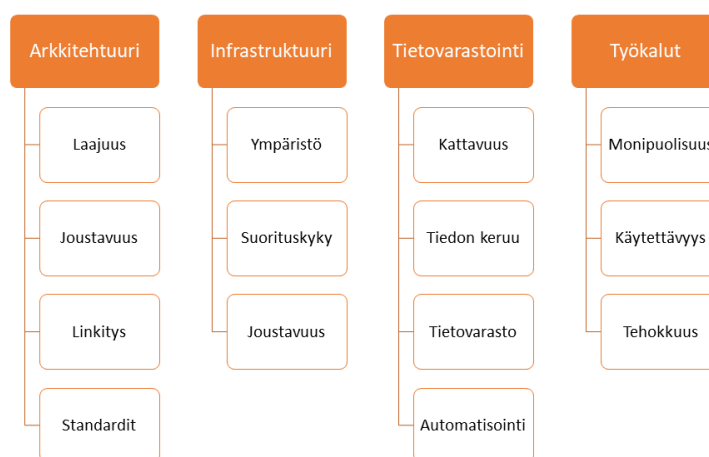 Arkkitehtuuri
Laajuus
Joustavuus
Linkitys
Standardit
Infrastruktuuri
Ympäristö
Suorituskyky
Joustavuus
Tietovarastointi
Kattavuus
Tiedon keruu
Tietovarasto
Automatisointi
Työkalut
Monipuolisuus
Käytettävyys
Tehokkuus